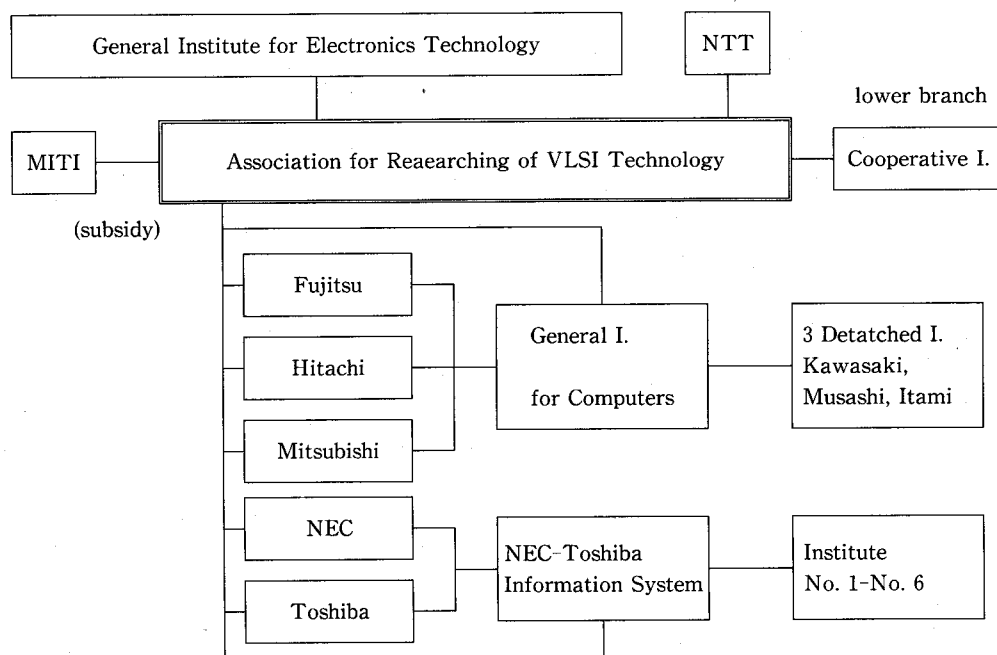 General Institute for Electronics Technology
NTT
lower branch
MITI
Association for Reaearching of VLSI Technology
Cooperative I.
(subsidy)
Fujitsu
Hitachi
Mitsubishi
General I.
for Computers
3 Detatched I.
Kawasaki,
Musashi, Itami
NEC
Toshiba
NEC-Toshiba
Information System
Institute
No. 1-No. 6